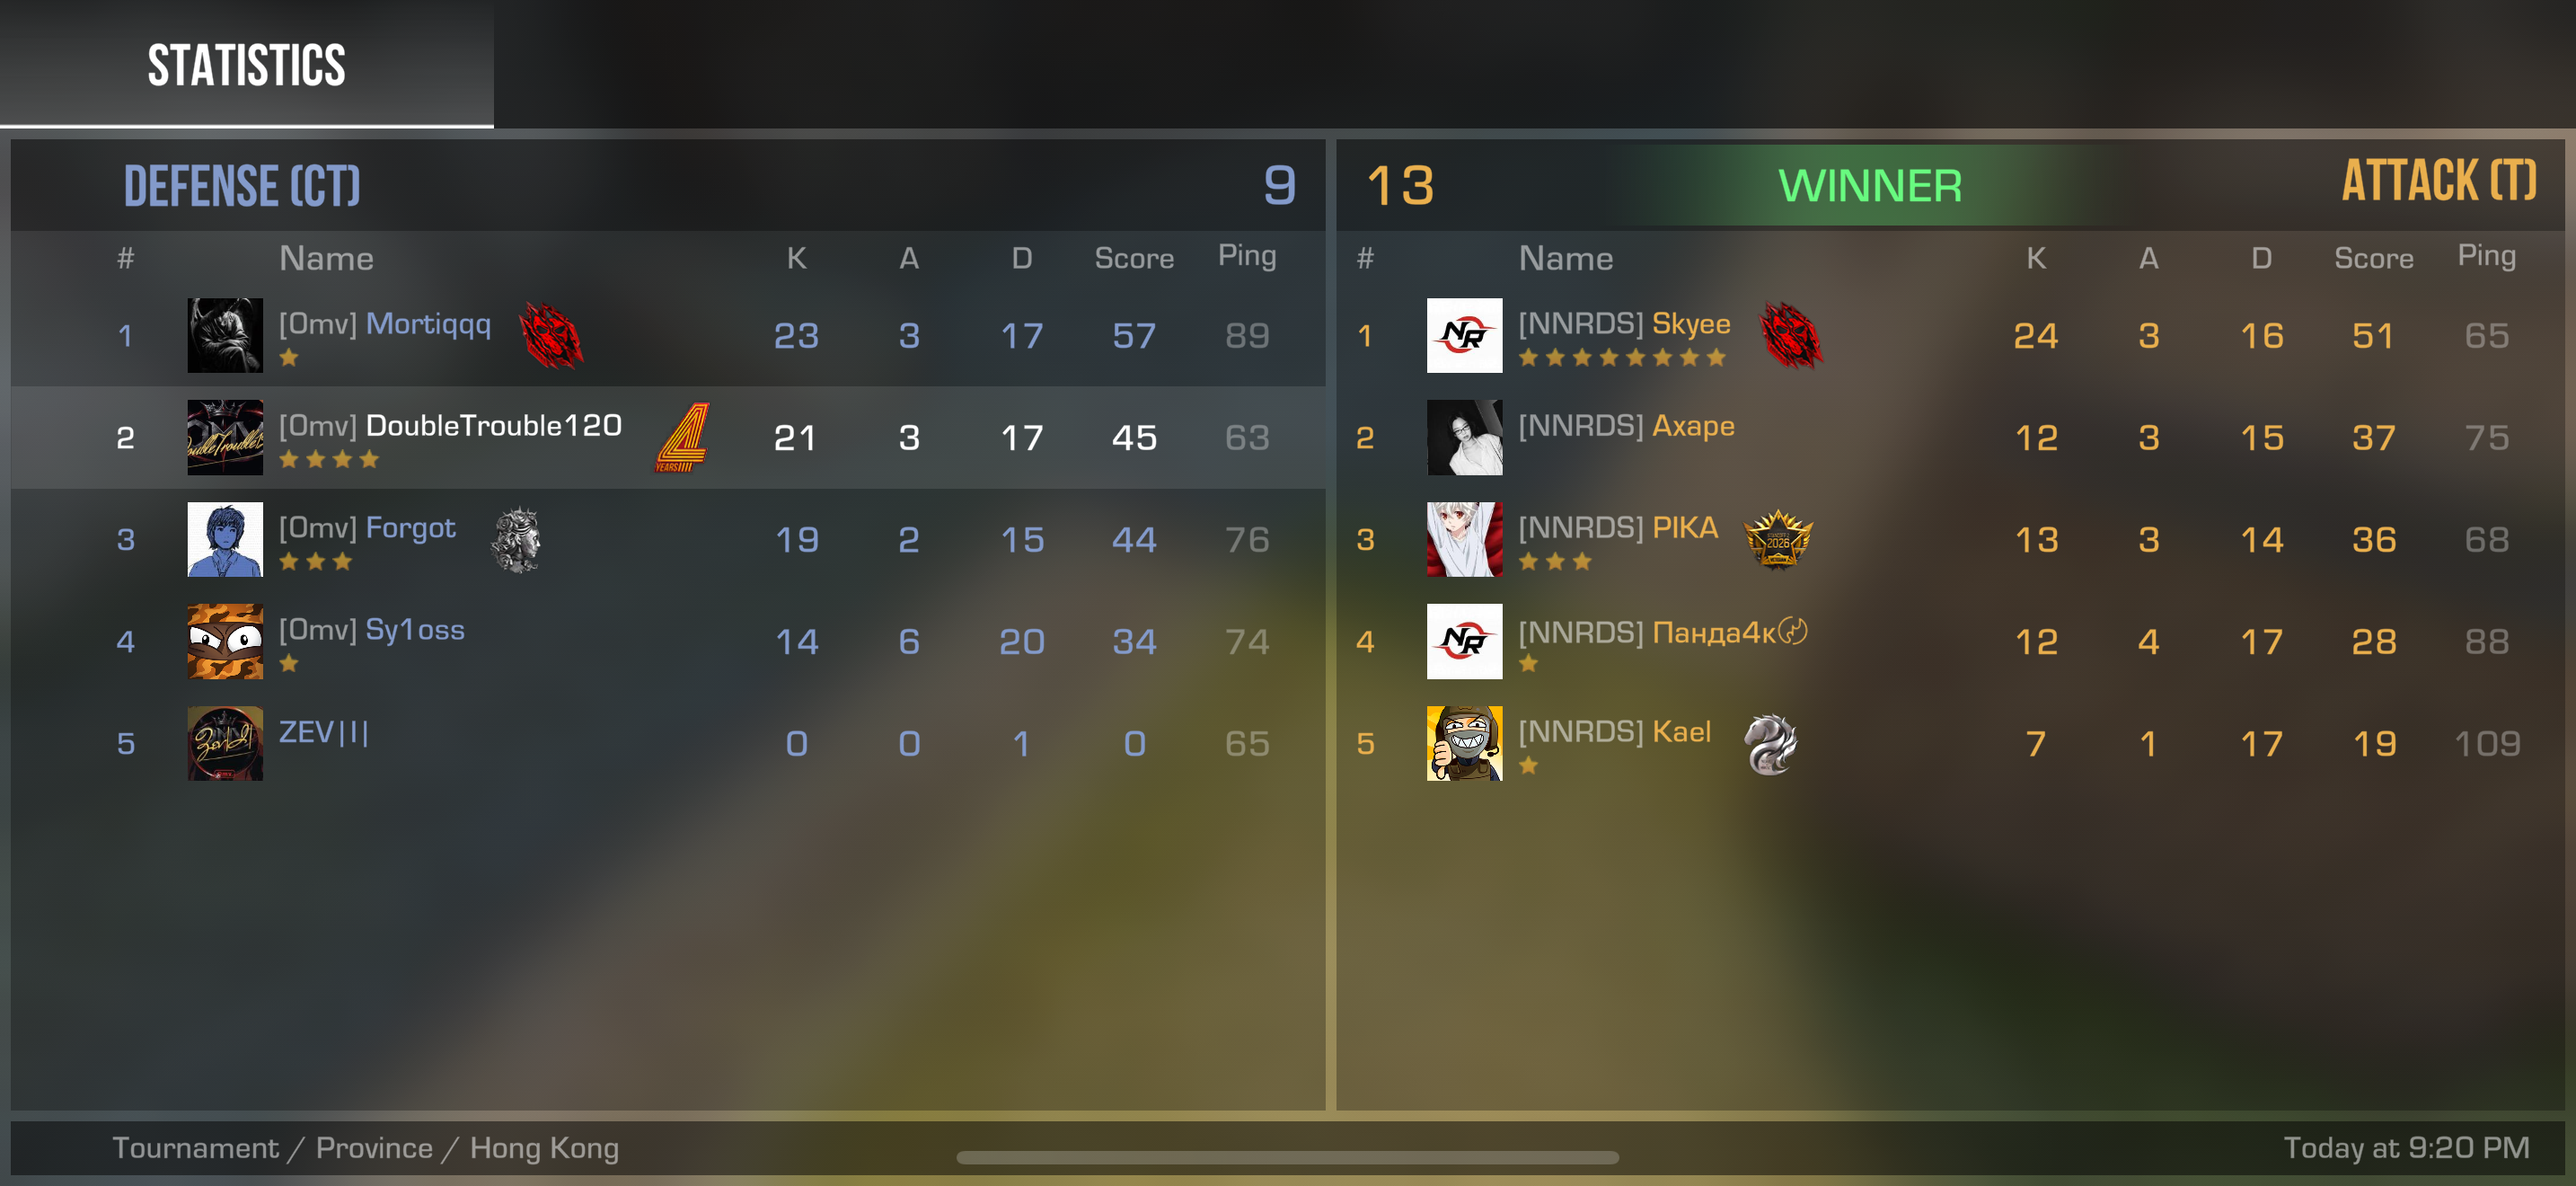 STATISTICS
DEFENSE (CT) 9
# Name K A D Score Ping
1 [Omv] Mortiqqq 23 3 17 57 89
2 [Omv] DoubleTrouble120 21 3 17 45 63
3 [Omv] Forgot 19 2 15 44 76
4 [Omv] Sy1oss 14 6 20 34 74
5 ZEV|I| 0 0 1 0 65
13 WINNER ATTACK (T)
# Name K A D Score Ping
1 [NNRDS] Skyee 24 3 16 51 65
2 [NNRDS] Axape 12 3 15 37 75
3 [NNRDS] PIKA 13 3 14 36 68
4 [NNRDS] Панда4к 12 4 17 28 88
5 [NNRDS] Kael 7 1 17 19 109
Tournament / Province / Hong Kong
Today at 9:20 PM